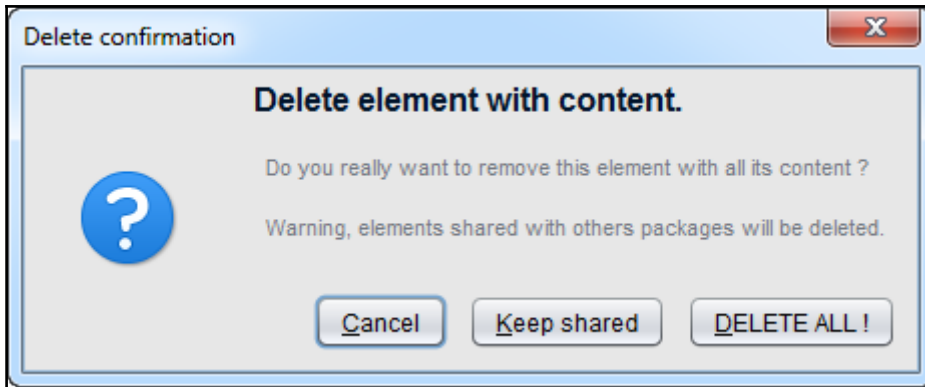 Delete confirmation
Delete element with content.
Do you really want to remove this element with all its content ?
Warning, elements shared with others packages will be deleted.
Cancel
Keep shared
DELETE ALL !